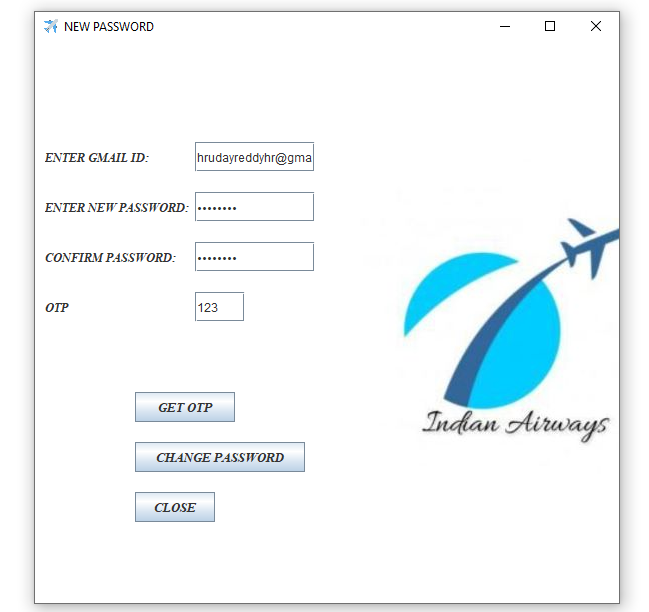 NEW PASSWORD
ENTER GMAIL ID: hrudayreddyhr@gma
ENTER NEW PASSWORD: ••••••••
CONFIRM PASSWORD: ••••••••
OTP 123
GET OTP
CHANGE PASSWORD
CLOSE
Indian Airways